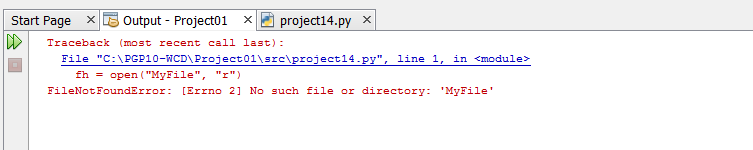 Start Page Output - Project01 project14.py
Traceback (most recent call last):
File "C:\PGP10-WCD\Project01\src\project14.py", line 1, in <module>
fh = open("MyFile", "r")
FileNotFoundError: [Errno 2] No such file or directory: 'MyFile'